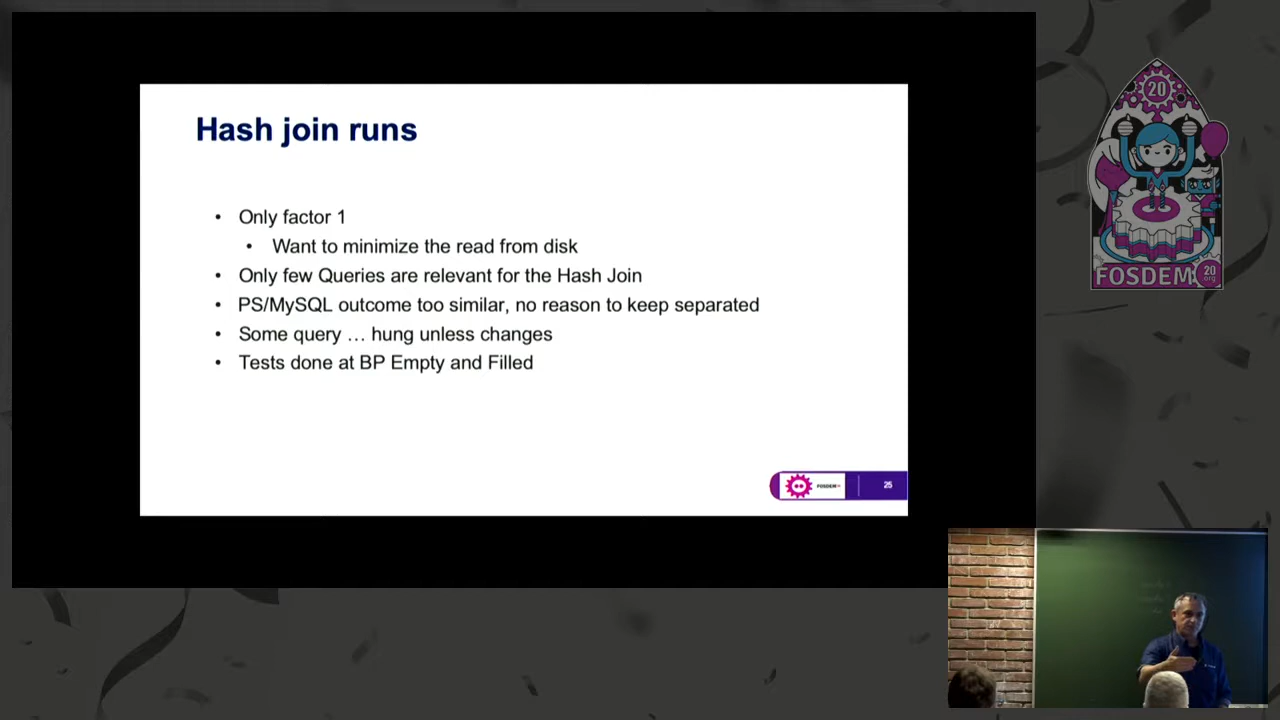 Hash join runs
• Only factor 1
• Want to minimize the read from disk
• Only few Queries are relevant for the Hash Join
• PS/MySQL outcome too similar, no reason to keep separated
• Some query … hung unless changes
• Tests done at BP Empty and Filled
FOSDEM
25
20
FOSDEM
20
.org